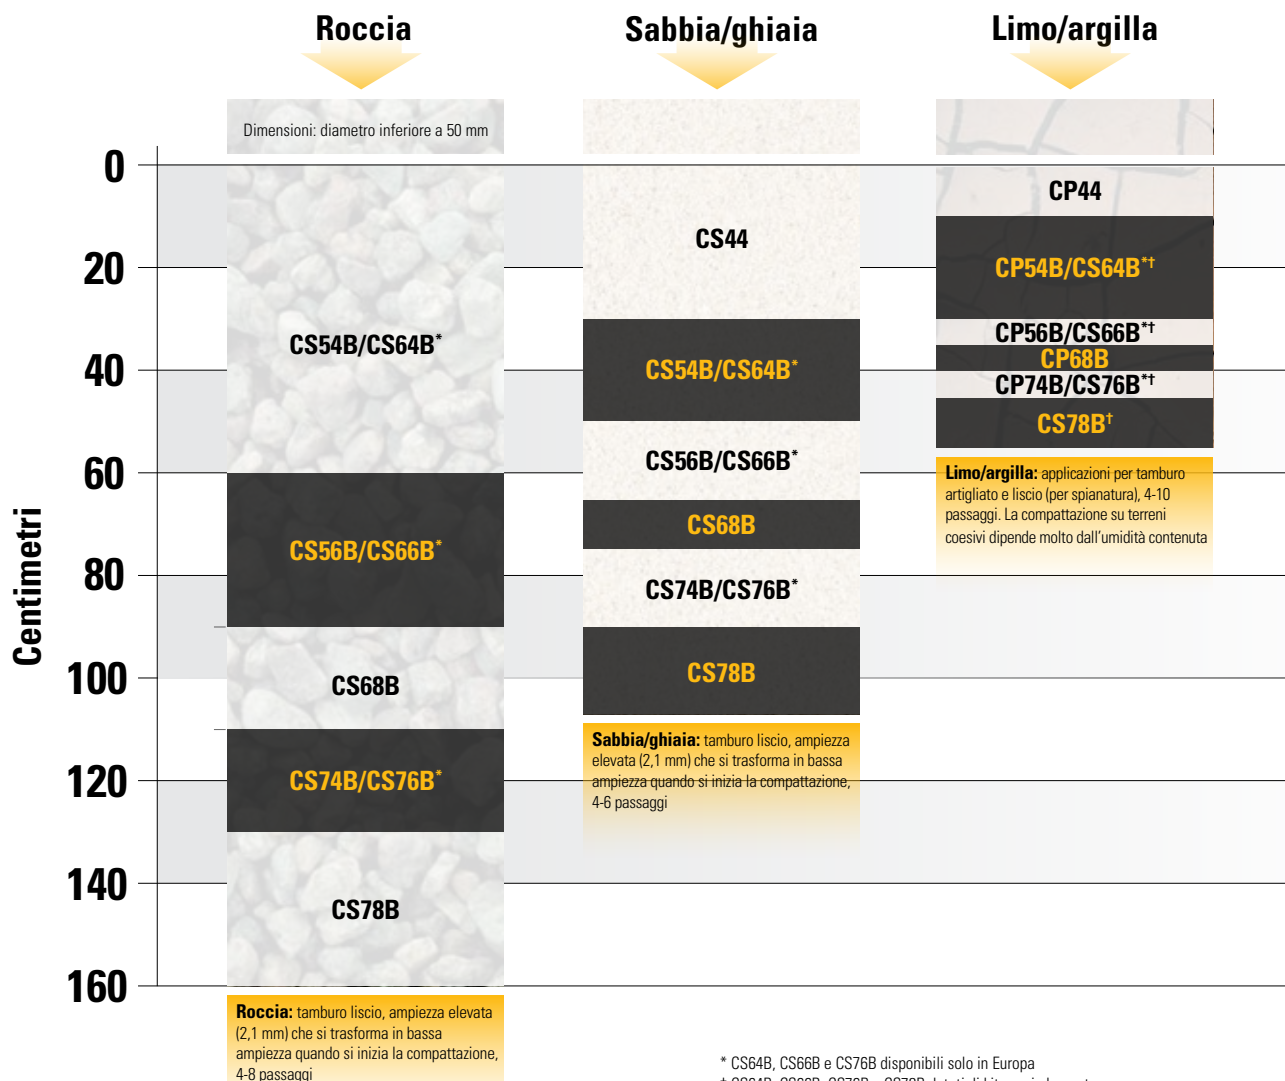 Roccia
Sabbia/ghiaia
Limo/argilla
Dimensioni: diametro inferiore a 50 mm
Centimetri
0
20
40
60
80
100
120
140
160
CS54B/CS64B*
CS56B/CS66B*
CS68B
CS74B/CS76B*
CS78B
Roccia: tamburo liscio, ampiezza elevata
(2,1 mm) che si trasforma in bassa
ampiezza quando si inizia la compattazione,
4-8 passaggi
CS44
CS54B/CS64B*
CS56B/CS66B*
CS68B
CS74B/CS76B*
CS78B
Sabbia/ghiaia: tamburo liscio, ampiezza
elevata (2,1 mm) che si trasforma in bassa
ampiezza quando si inizia la compattazione,
4-6 passaggi
CP44
CP54B/CS64B*†
CP56B/CS66B*†
CP68B
CP74B/CS76B*†
CS78B†
Limo/argilla: applicazioni per tamburo
artigliato e liscio (per spianatura), 4-10
passaggi. La compattazione su terreni
coesivi dipende molto dall'umidità contenuta
* CS64B, CS66B e CS76B disponibili solo in Europa